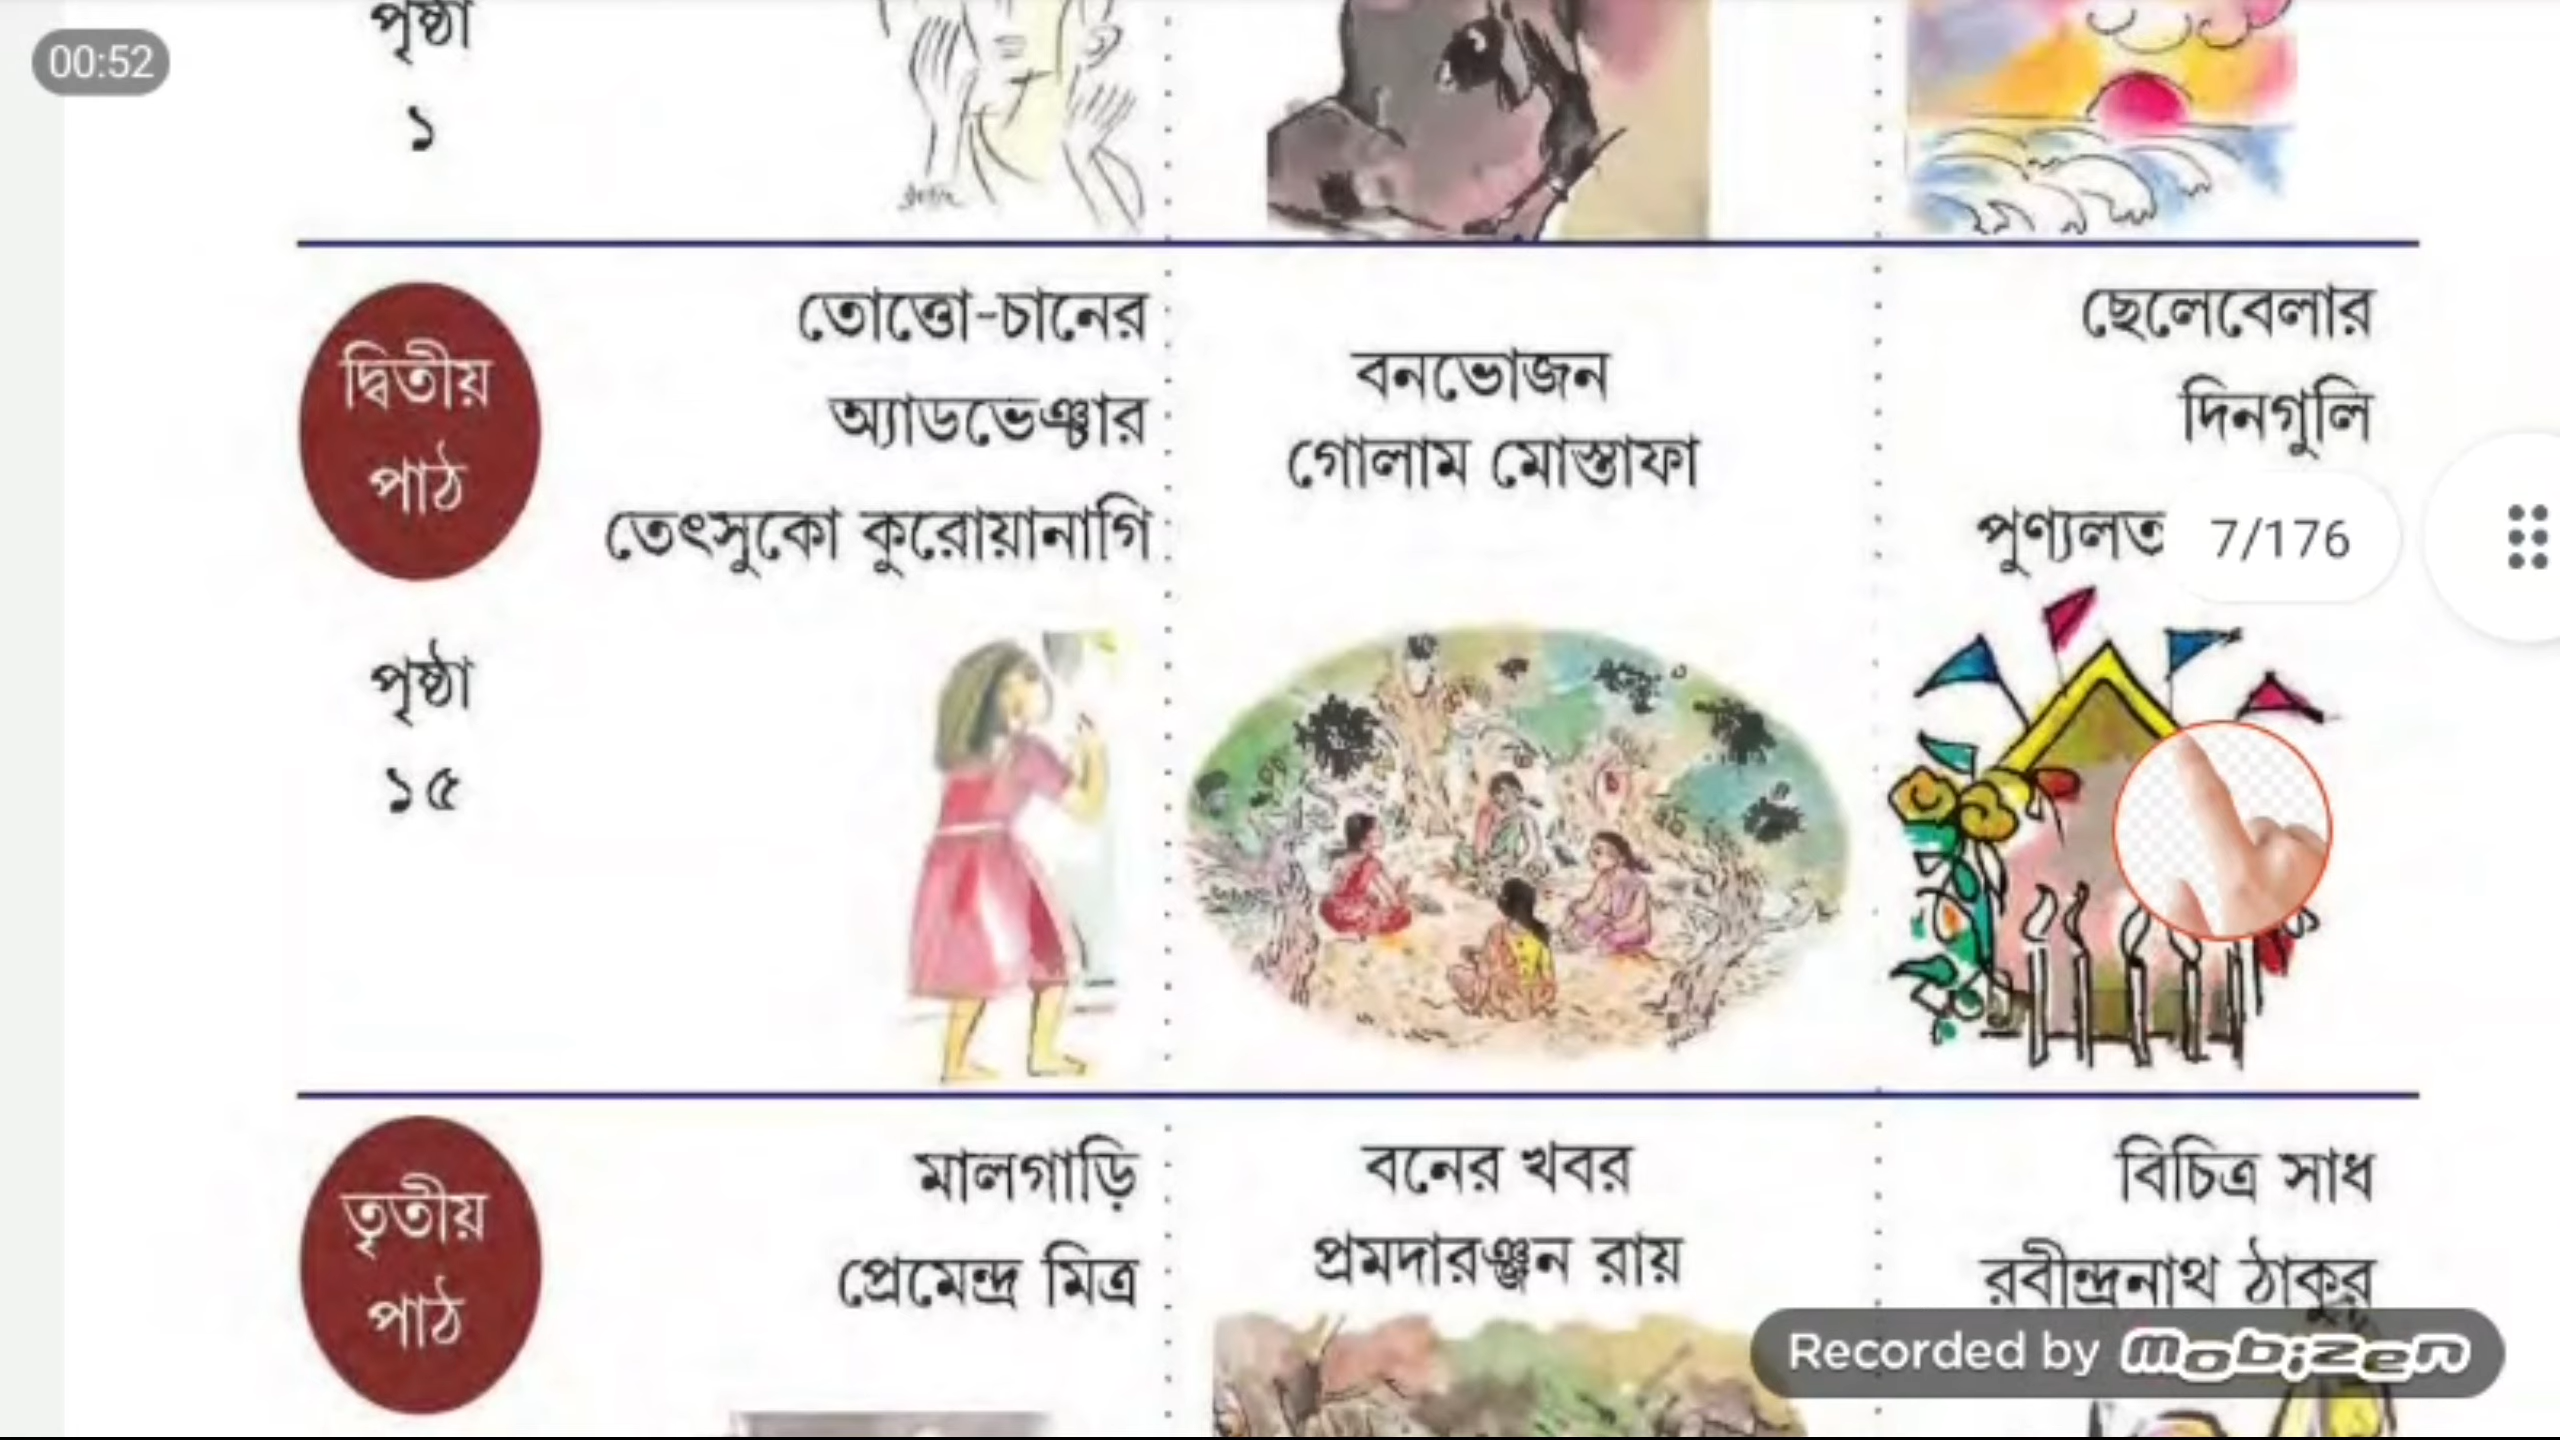 00:52
পৃষ্ঠা
১
দ্বিতীয়
পাঠ
পৃষ্ঠা
১৫
তোত্তো-চানের
অ্যাডভেঞ্চার
তেৎসুকো কুরোয়ানাগি
বনভোজন
গোলাম মোস্তাফা
ছেলেবেলার
দিনগুলি
পুণ্যলতা
7/176
তৃতীয়
পাঠ
মালগাড়ি
প্রেমেন্দ্র মিত্র
বনের খবর
প্রমদারঞ্জন রায়
বিচিত্র সাধ
রবীন্দ্রনাথ ঠাকুর
Recorded by mobizen